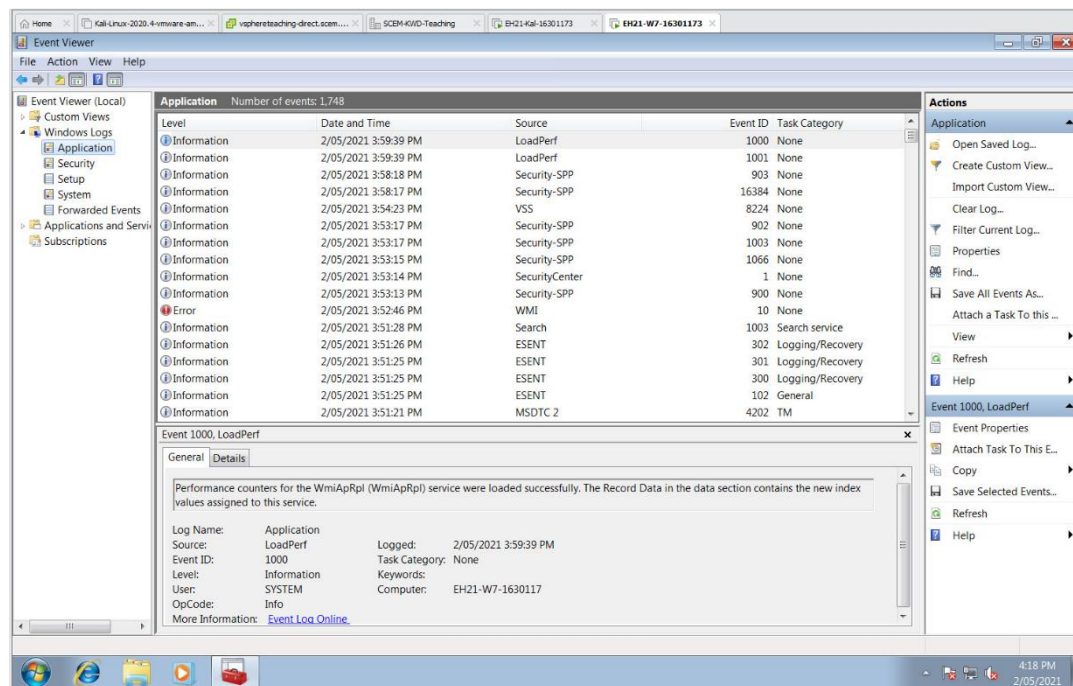 Home Kali-Linux-2020.4-vmware-am... vsphereteaching-direct.scem.... SCEM-KWD-Teaching EH21-Kal-16301173 EH21-W7-16301173
Event Viewer
File Action View Help
Event Viewer (Local)
Custom Views
Windows Logs
Application
Security
Setup
System
Forwarded Events
Applications and Servi
Subscriptions
Application Number of events: 1,748
Level Date and Time Source Event ID Task Category
Information 2/05/2021 3:59:39 PM LoadPerf 1000 None
Information 2/05/2021 3:59:39 PM LoadPerf 1001 None
Information 2/05/2021 3:58:18 PM Security-SPP 903 None
Information 2/05/2021 3:58:17 PM Security-SPP 16384 None
Information 2/05/2021 3:54:23 PM VSS 8224 None
Information 2/05/2021 3:53:17 PM Security-SPP 902 None
Information 2/05/2021 3:53:17 PM Security-SPP 1003 None
Information 2/05/2021 3:53:15 PM Security-SPP 1066 None
Information 2/05/2021 3:53:14 PM SecurityCenter 1 None
Information 2/05/2021 3:53:13 PM Security-SPP 900 None
Error 2/05/2021 3:52:46 PM WMI 10 None
Information 2/05/2021 3:51:28 PM Search 1003 Search service
Information 2/05/2021 3:51:26 PM ESENT 302 Logging/Recovery
Information 2/05/2021 3:51:25 PM ESENT 301 Logging/Recovery
Information 2/05/2021 3:51:25 PM ESENT 300 Logging/Recovery
Information 2/05/2021 3:51:25 PM ESENT 102 General
Information 2/05/2021 3:51:21 PM MSDTC 2 4202 TM
Event 1000, LoadPerf
General Details
Performance counters for the WmiApRpl (WmiApRpl) service were loaded successfully. The Record Data in the data section contains the new index
values assigned to this service.
Log Name: Application
Source: LoadPerf Logged: 2/05/2021 3:59:39 PM
Event ID: 1000 Task Category: None
Level: Information Keywords:
User: SYSTEM Computer: EH21-W7-1630117
OpCode: Info
More Information: Event Log Online
Actions
Application
Open Saved Log...
Create Custom View...
Import Custom View...
Clear Log...
Filter Current Log...
Properties
Find...
Save All Events As...
Attach a Task To this ...
View
Refresh
Help
Event 1000, LoadPerf
Event Properties
Attach Task To This E...
Copy
Save Selected Events...
Refresh
Help
4:18 PM
2/05/2021